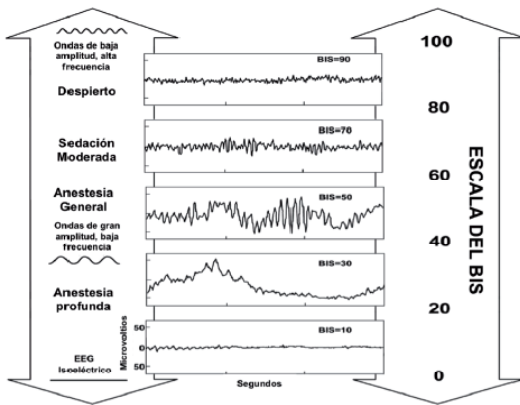 Ondas de baja
amplitud, alta
frecuencia
Despierto
Sedación
Moderada
Anestesia
General
Ondas de gran
amplitud, baja
frecuencia
Anestesia
profunda
EEG
Isoeléctrico
BIS=90
BIS=70
BIS=50
BIS=30
BIS=10
Microvoltios
50
0
50
Segundos
100
80
60
40
20
0
ESCALA DEL BIS